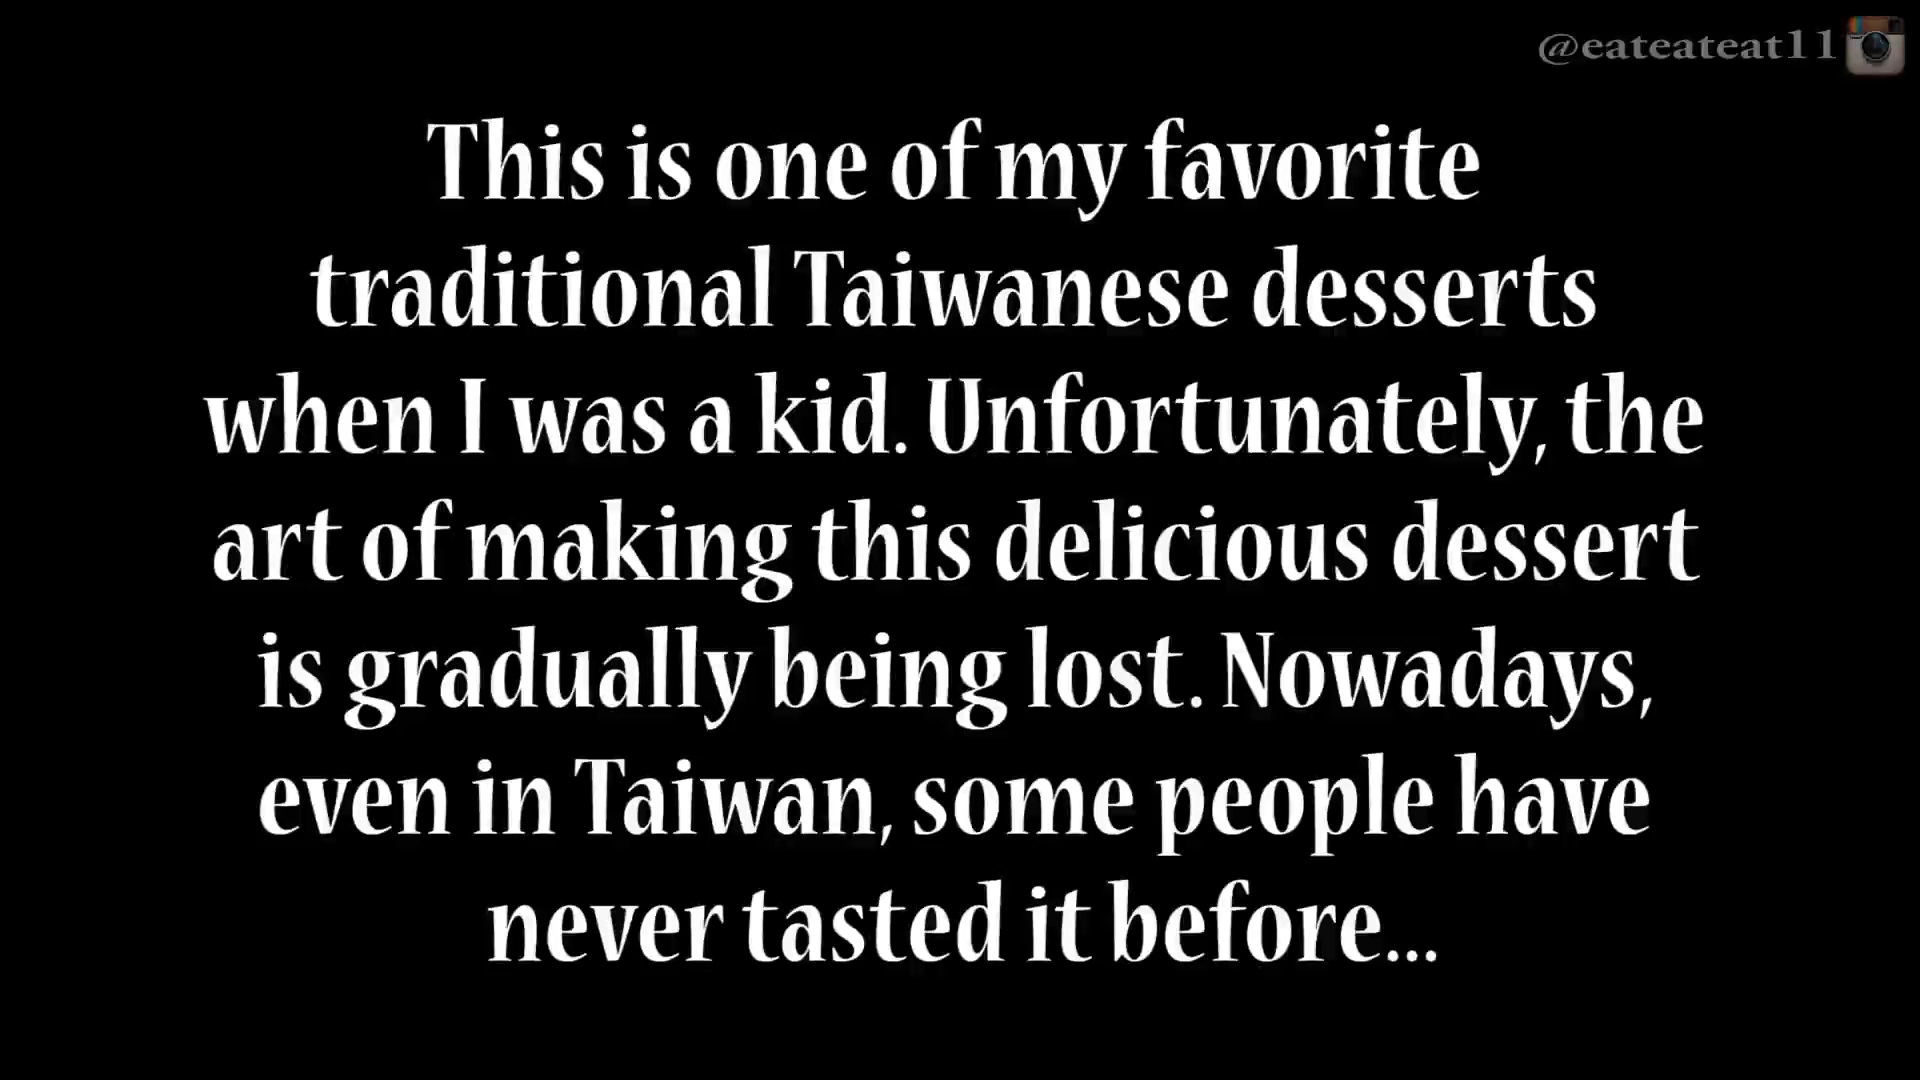 @eateateat11
This is one of my favorite
traditional Taiwanese desserts
when I was a kid. Unfortunately, the
art of making this delicious dessert
is gradually being lost. Nowadays,
even in Taiwan, some people have
never tasted it before...